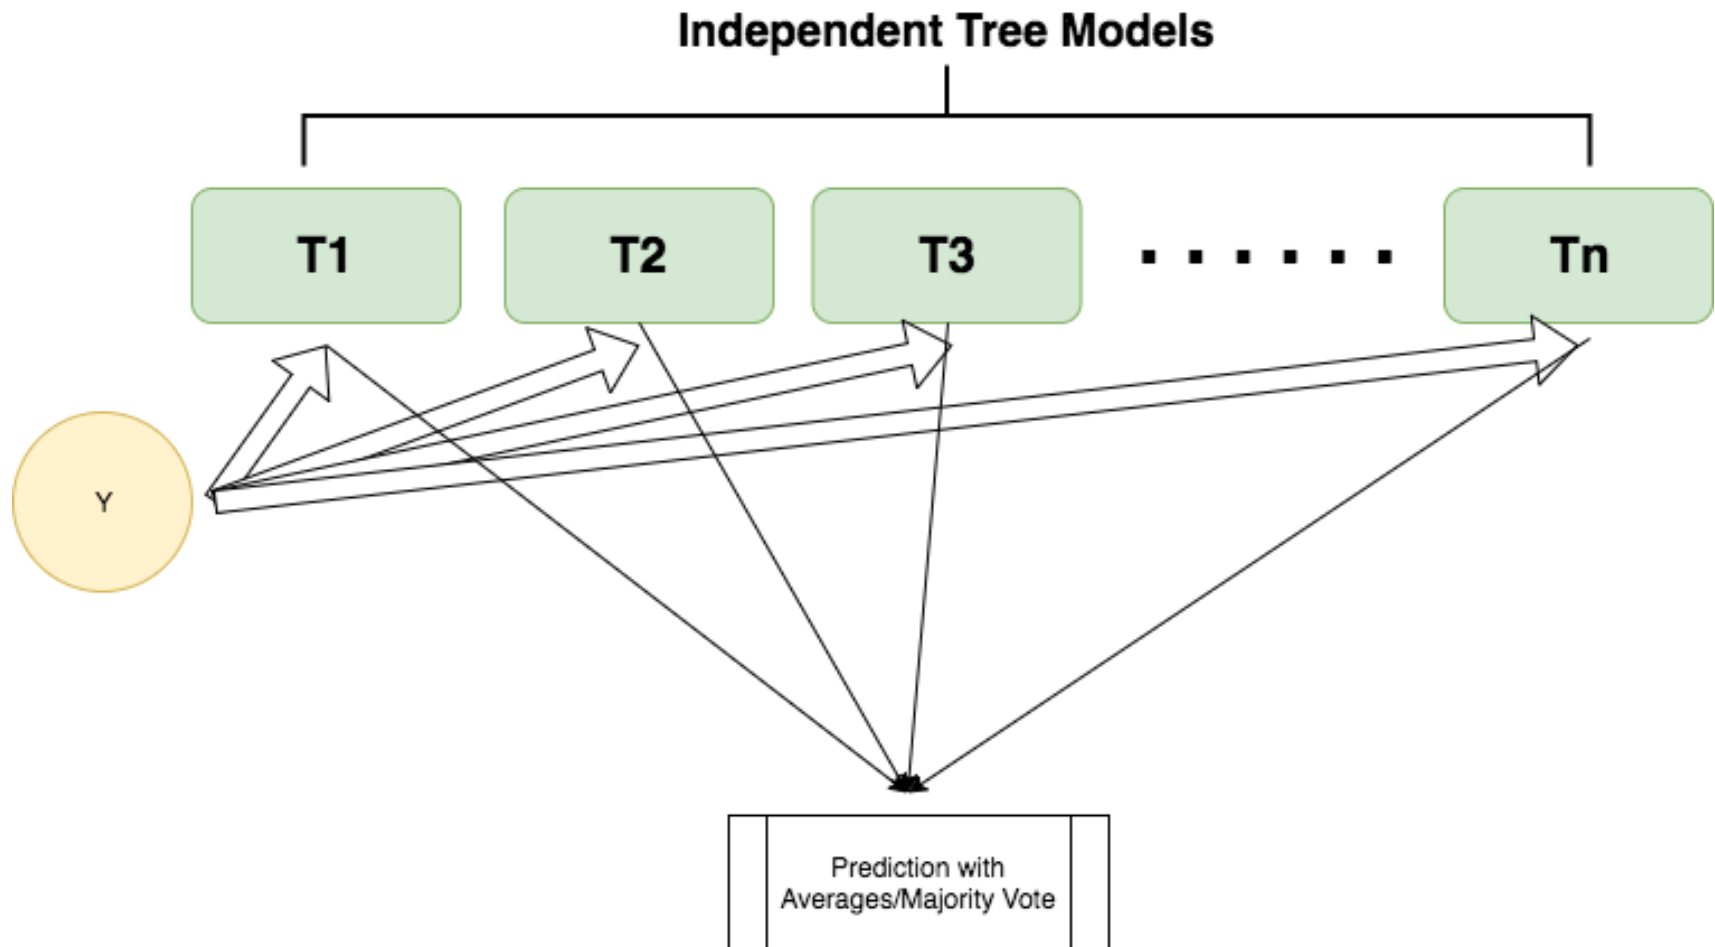 Independent Tree Models
T1
T2
T3
......
Tn
Y
Prediction with
Averages/Majority Vote